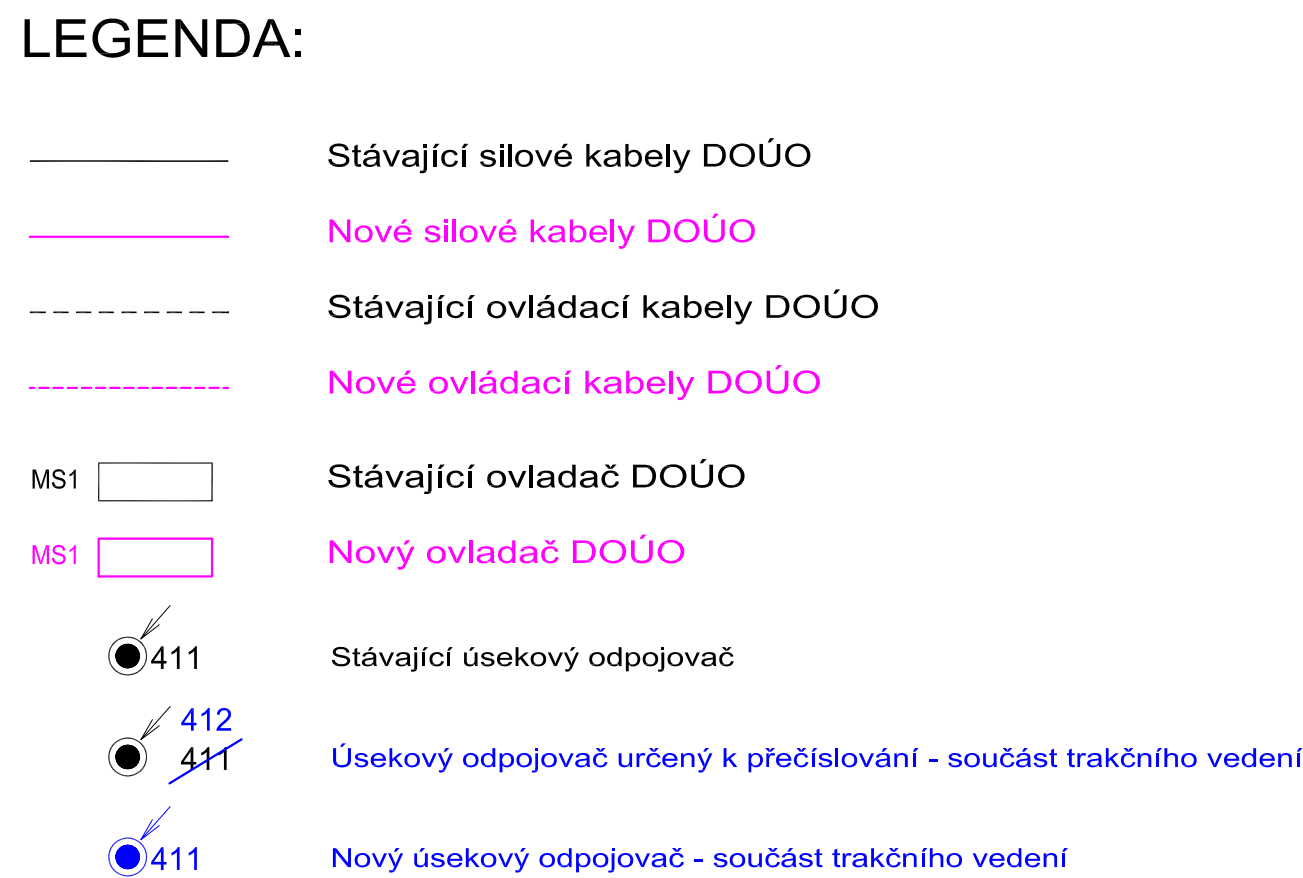 LEGENDA:
Stávající silové kabely DOÚO
Nové silové kabely DOÚO
Stávající ovládací kabely DOÚO
Nové ovládací kabely DOÚO
MS1 Stávající ovladač DOÚO
MS1 Nový ovladač DOÚO
411 Stávající úsekový odpojovač
412
411 Úsekový odpojovač určený k přečíslování - součást trakčního vedení
411 Nový úsekový odpojovač - součást trakčního vedení